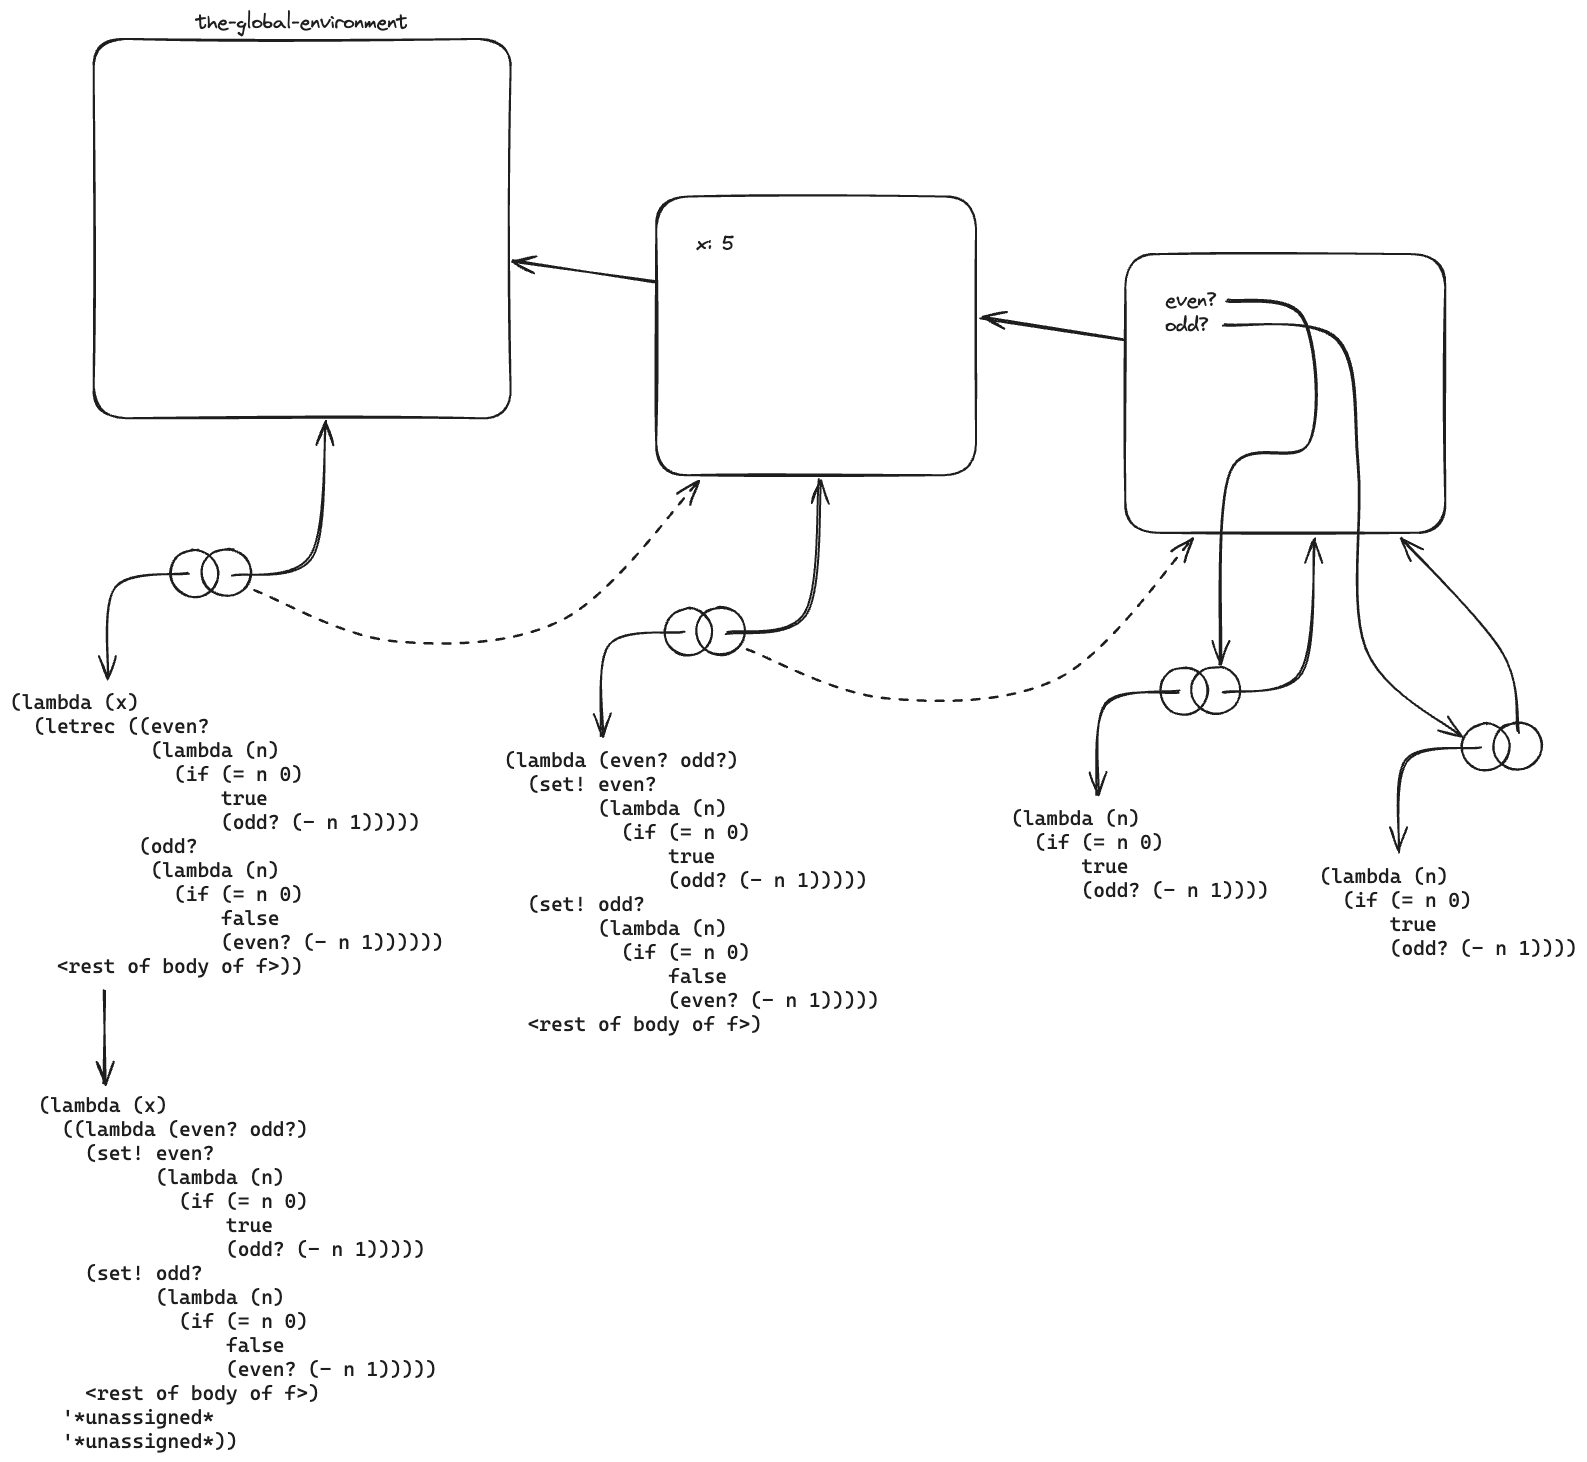 the-global-environment
x: 5
even?
odd?
(lambda (x)
  (letrec ((even?
            (lambda (n)
              (if (= n 0)
                  true
                  (odd? (- n 1)))))
           (odd?
            (lambda (n)
              (if (= n 0)
                  false
                  (even? (- n 1))))))
    <rest of body of f>))
(lambda (even? odd?)
  (set! even?
        (lambda (n)
          (if (= n 0)
              true
              (odd? (- n 1)))))
  (set! odd?
        (lambda (n)
          (if (= n 0)
              false
              (even? (- n 1)))))
  <rest of body of f>)
(lambda (n)
  (if (= n 0)
      true
      (odd? (- n 1))))
(lambda (n)
  (if (= n 0)
      true
      (odd? (- n 1))))
(lambda (x)
  ((lambda (even? odd?)
    (set! even?
          (lambda (n)
            (if (= n 0)
                true
                (odd? (- n 1)))))
    (set! odd?
          (lambda (n)
            (if (= n 0)
                false
                (even? (- n 1)))))
    <rest of body of f>)
  '*unassigned*
  '*unassigned*))